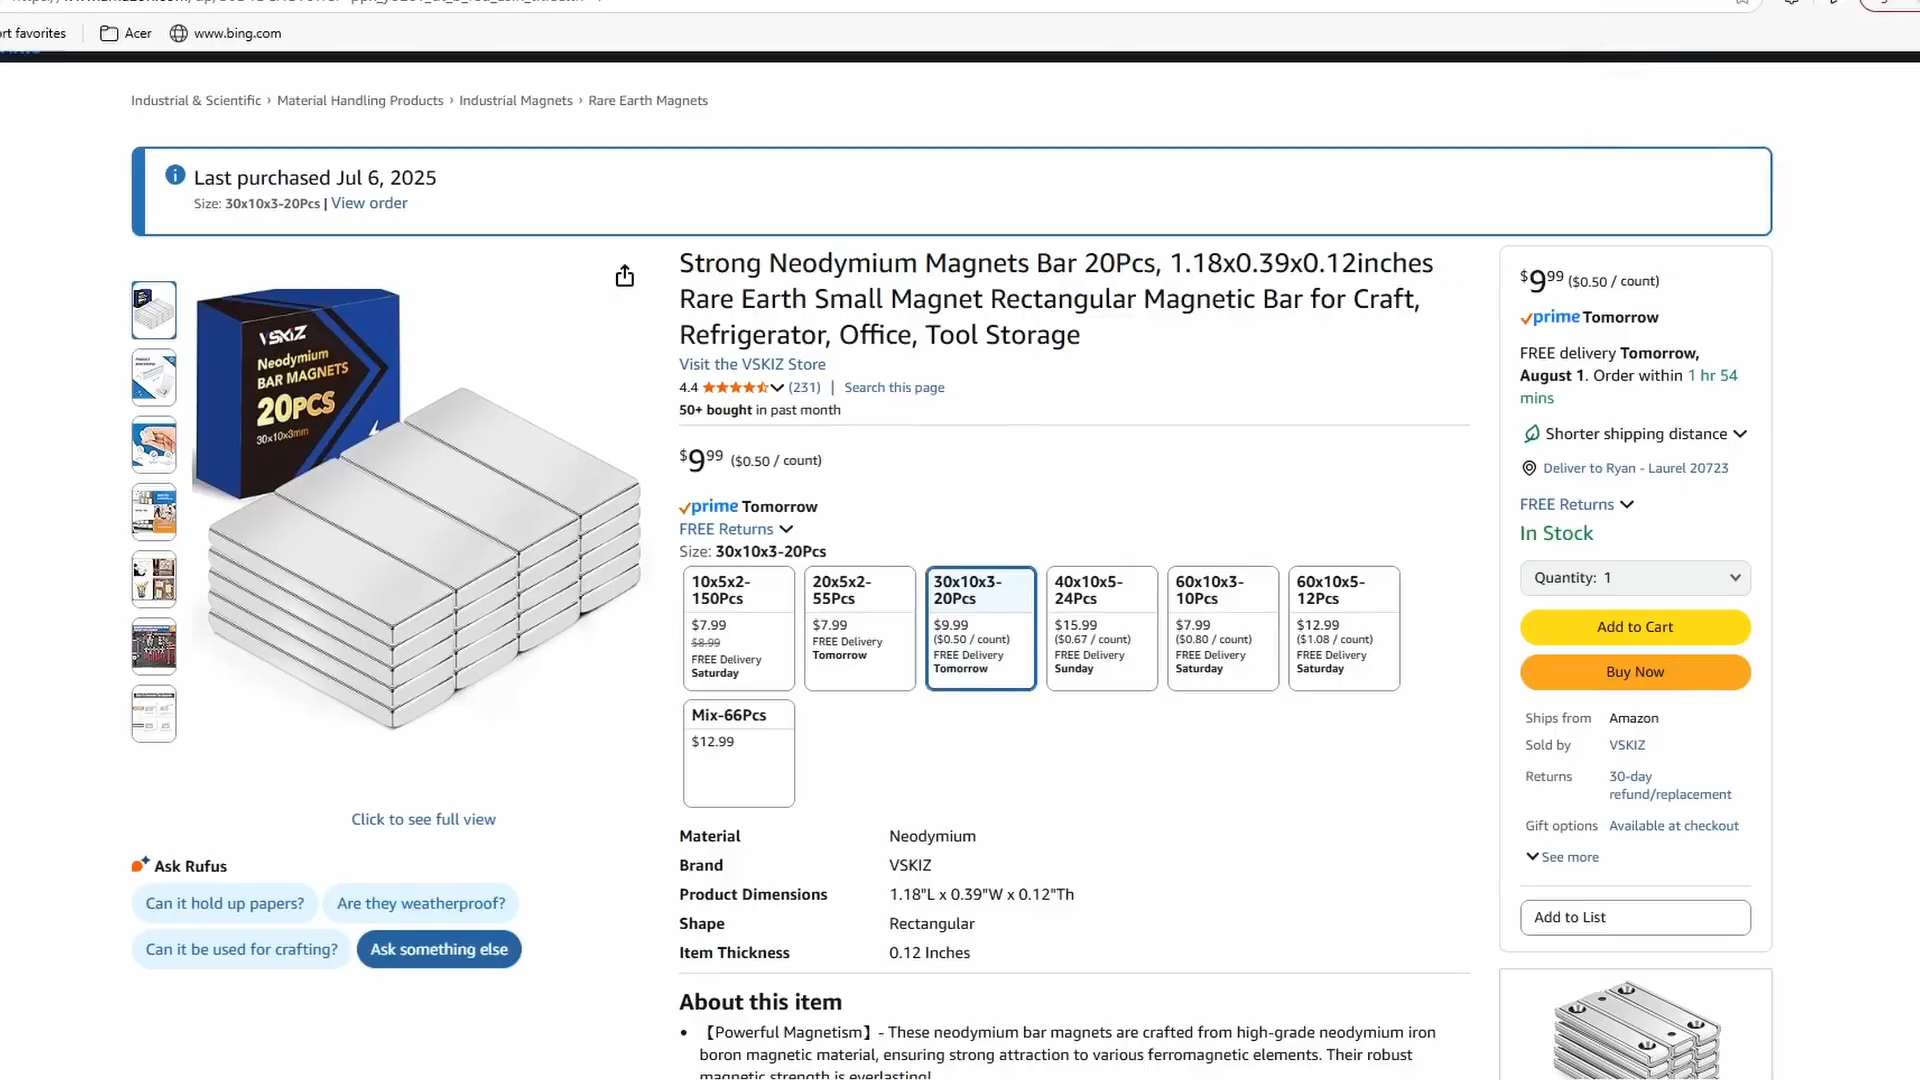 rt favorites
Acer
www.bing.com
Industrial & Scientific › Material Handling Products › Industrial Magnets › Rare Earth Magnets
Last purchased Jul 6, 2025
Size: 30x10x3-20Pcs | View order
VSKIZ
Neodymium
BAR MAGNETS
20PCS
30x10x3mm
Click to see full view
Ask Rufus
Can it hold up papers?
Are they weatherproof?
Can it be used for crafting?
Ask something else
Strong Neodymium Magnets Bar 20Pcs, 1.18x0.39x0.12inches
Rare Earth Small Magnet Rectangular Magnetic Bar for Craft,
Refrigerator, Office, Tool Storage
Visit the VSKIZ Store
4.4 (231) | Search this page
50+ bought in past month
$999 ($0.50 / count)
prime Tomorrow
FREE Returns
Size: 30x10x3-20Pcs
10x5x2-
150Pcs
$7.99
$8.99
FREE Delivery
Saturday
20x5x2-
55Pcs
$7.99
FREE Delivery
Tomorrow
30x10x3-
20Pcs
$9.99
($0.50 / count)
FREE Delivery
Tomorrow
40x10x5-
24Pcs
$15.99
($0.67 / count)
FREE Delivery
Sunday
60x10x3-
10Pcs
$7.99
($0.80 / count)
FREE Delivery
Saturday
60x10x5-
12Pcs
$12.99
($1.08 / count)
FREE Delivery
Saturday
Mix-66Pcs
$12.99
Material Neodymium
Brand VSKIZ
Product Dimensions 1.18"L x 0.39"W x 0.12"Th
Shape Rectangular
Item Thickness 0.12 Inches
About this item
• 【Powerful Magnetism】- These neodymium bar magnets are crafted from high-grade neodymium iron
boron magnetic material, ensuring strong attraction to various ferromagnetic elements. Their robust
magnetic strength is everlasting!
$999 ($0.50 / count)
prime Tomorrow
FREE delivery Tomorrow,
August 1. Order within 1 hr 54
mins
Shorter shipping distance
Deliver to Ryan - Laurel 20723
FREE Returns
In Stock
Quantity: 1
Add to Cart
Buy Now
Ships from Amazon
Sold by VSKIZ
Returns 30-day
refund/replacement
Gift options Available at checkout
See more
Add to List